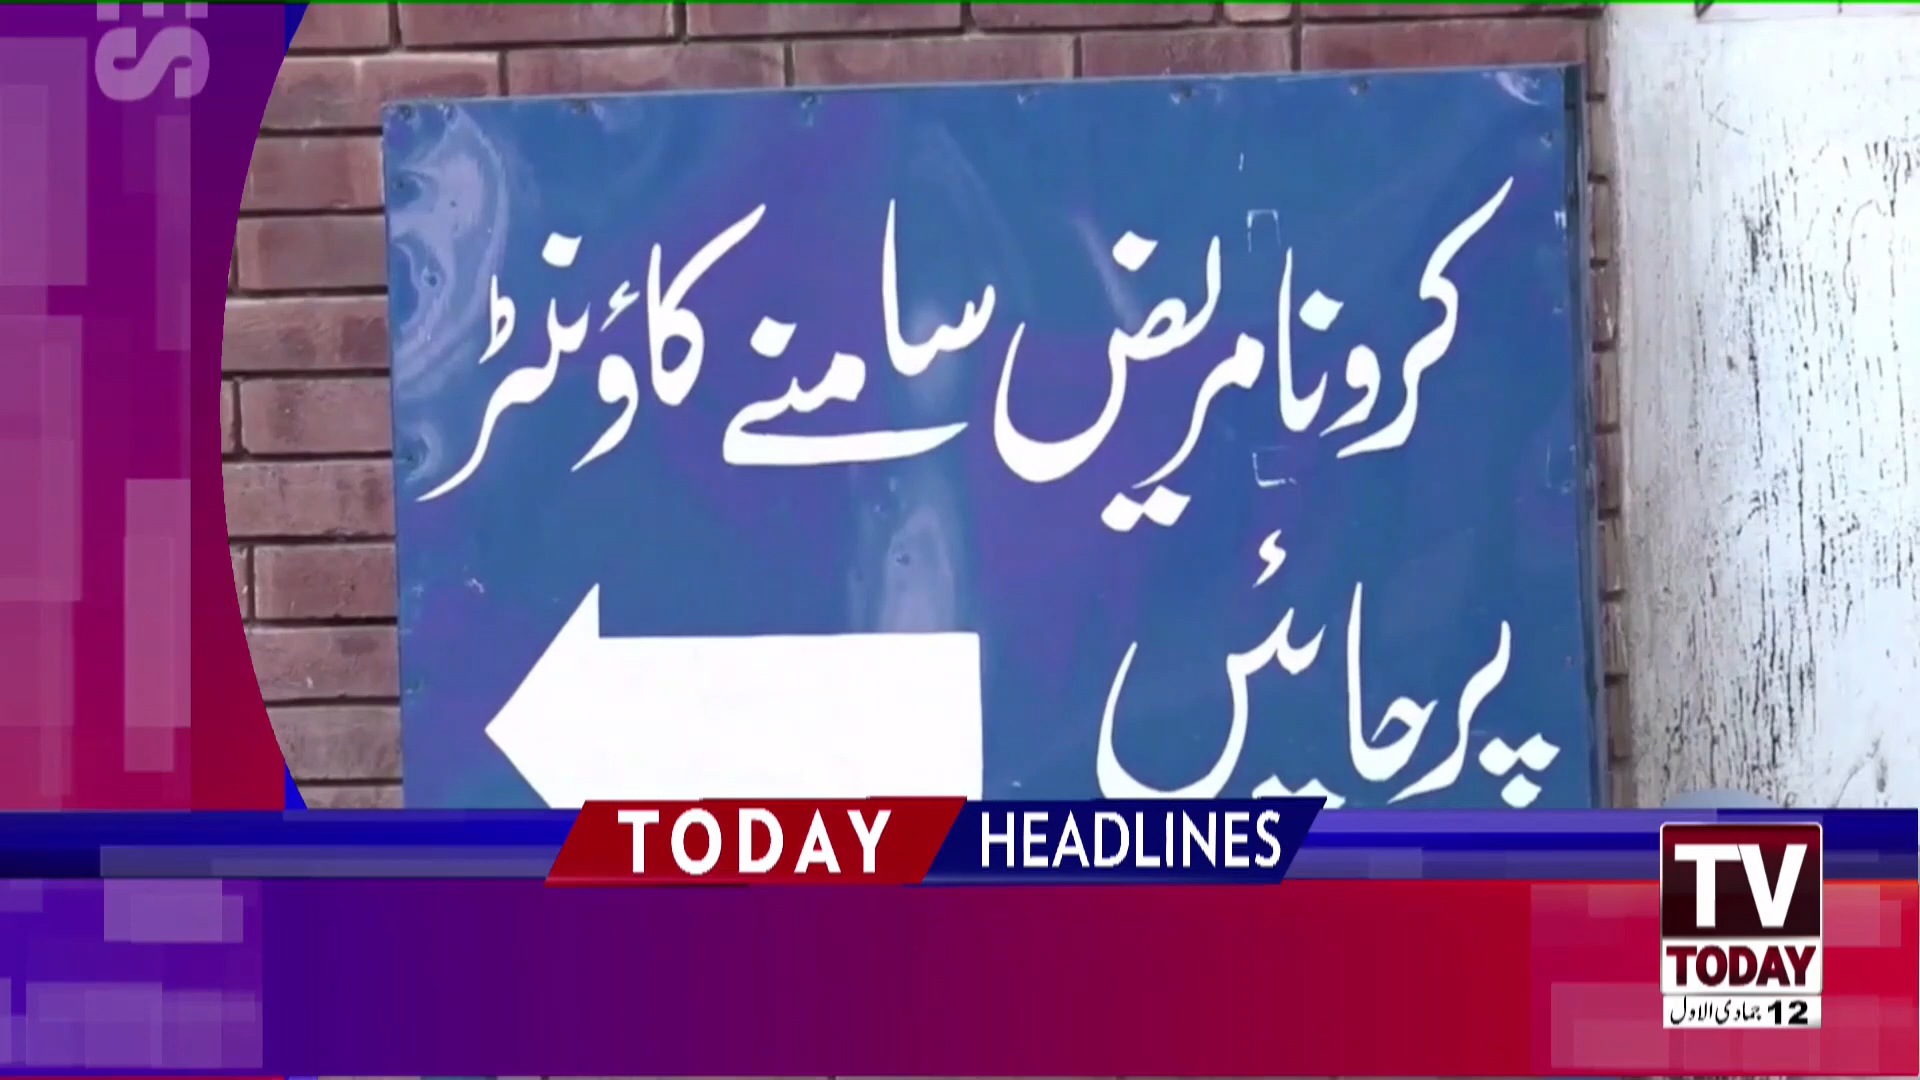 کرونا مریض سامنے کاؤنٹر
پر جائیں
TODAY HEADLINES
TV
TODAY
12 جمادی الاول